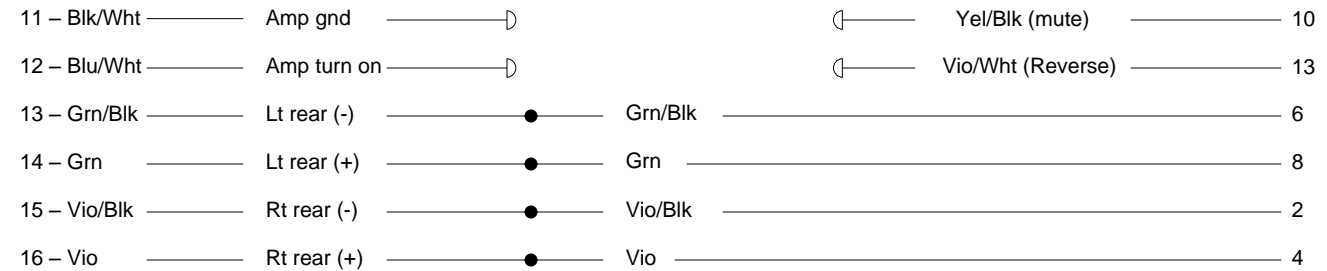 11 – Blk/Wht Amp gnd Yel/Blk (mute) 10
12 – Blu/Wht Amp turn on Vio/Wht (Reverse) 13
13 – Grn/Blk Lt rear (-) Grn/Blk 6
14 – Grn Lt rear (+) Grn 8
15 – Vio/Blk Rt rear (-) Vio/Blk 2
16 – Vio Rt rear (+) Vio 4